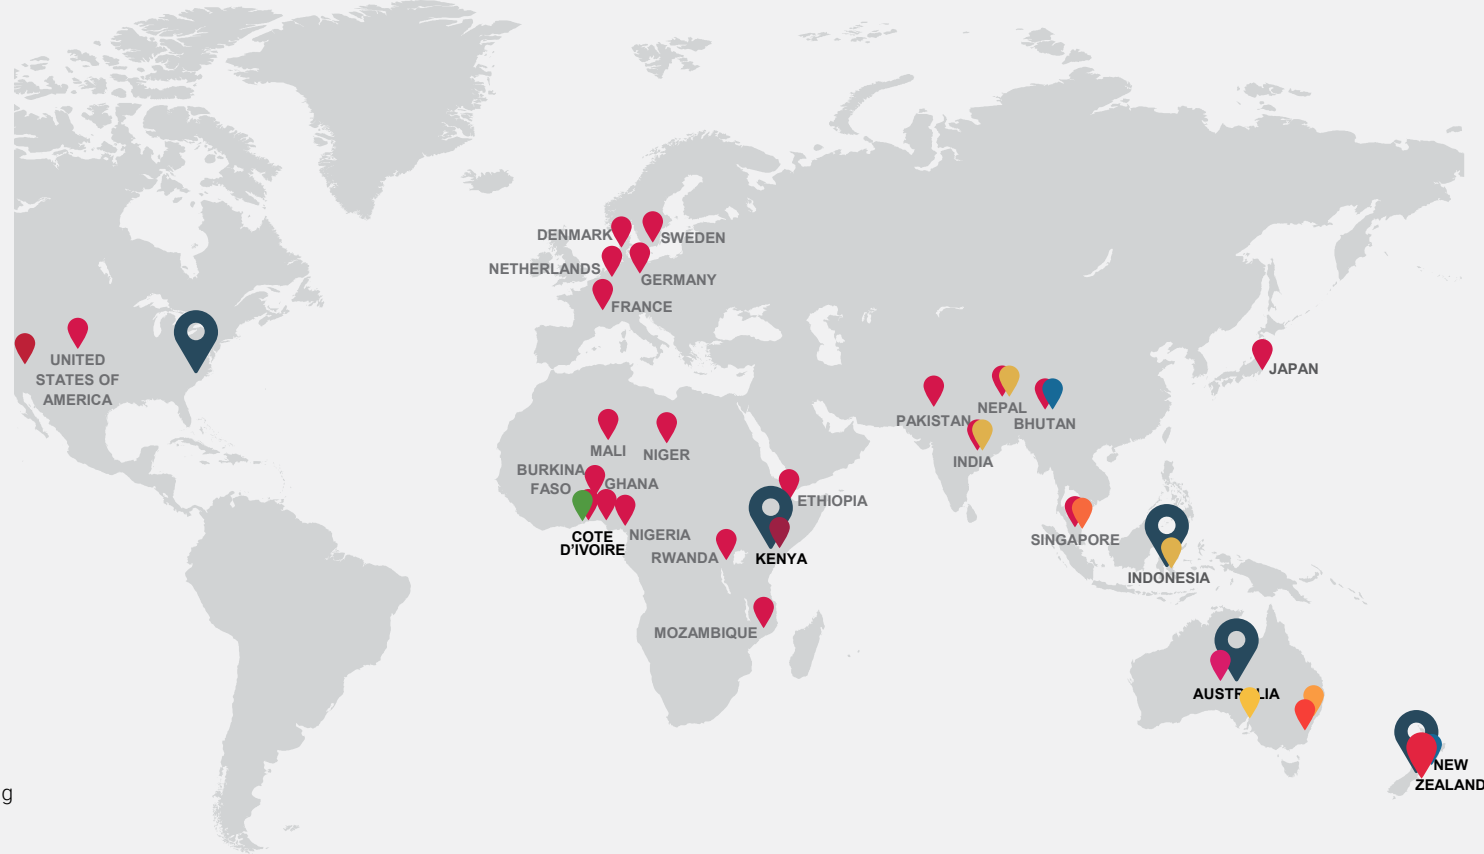 DENMARK
SWEDEN
NETHERLANDS
GERMANY
FRANCE
UNITED
STATES OF
AMERICA
JAPAN
PAKISTAN
NEPAL
BHUTAN
INDIA
MALI
NIGER
BURKINA
FASO
GHANA
ETHIOPIA
COTE
D'IVOIRE
NIGERIA
RWANDA
KENYA
SINGAPORE
INDONESIA
MOZAMBIQUE
AUSTRALIA
NEW
ZEALAND
g